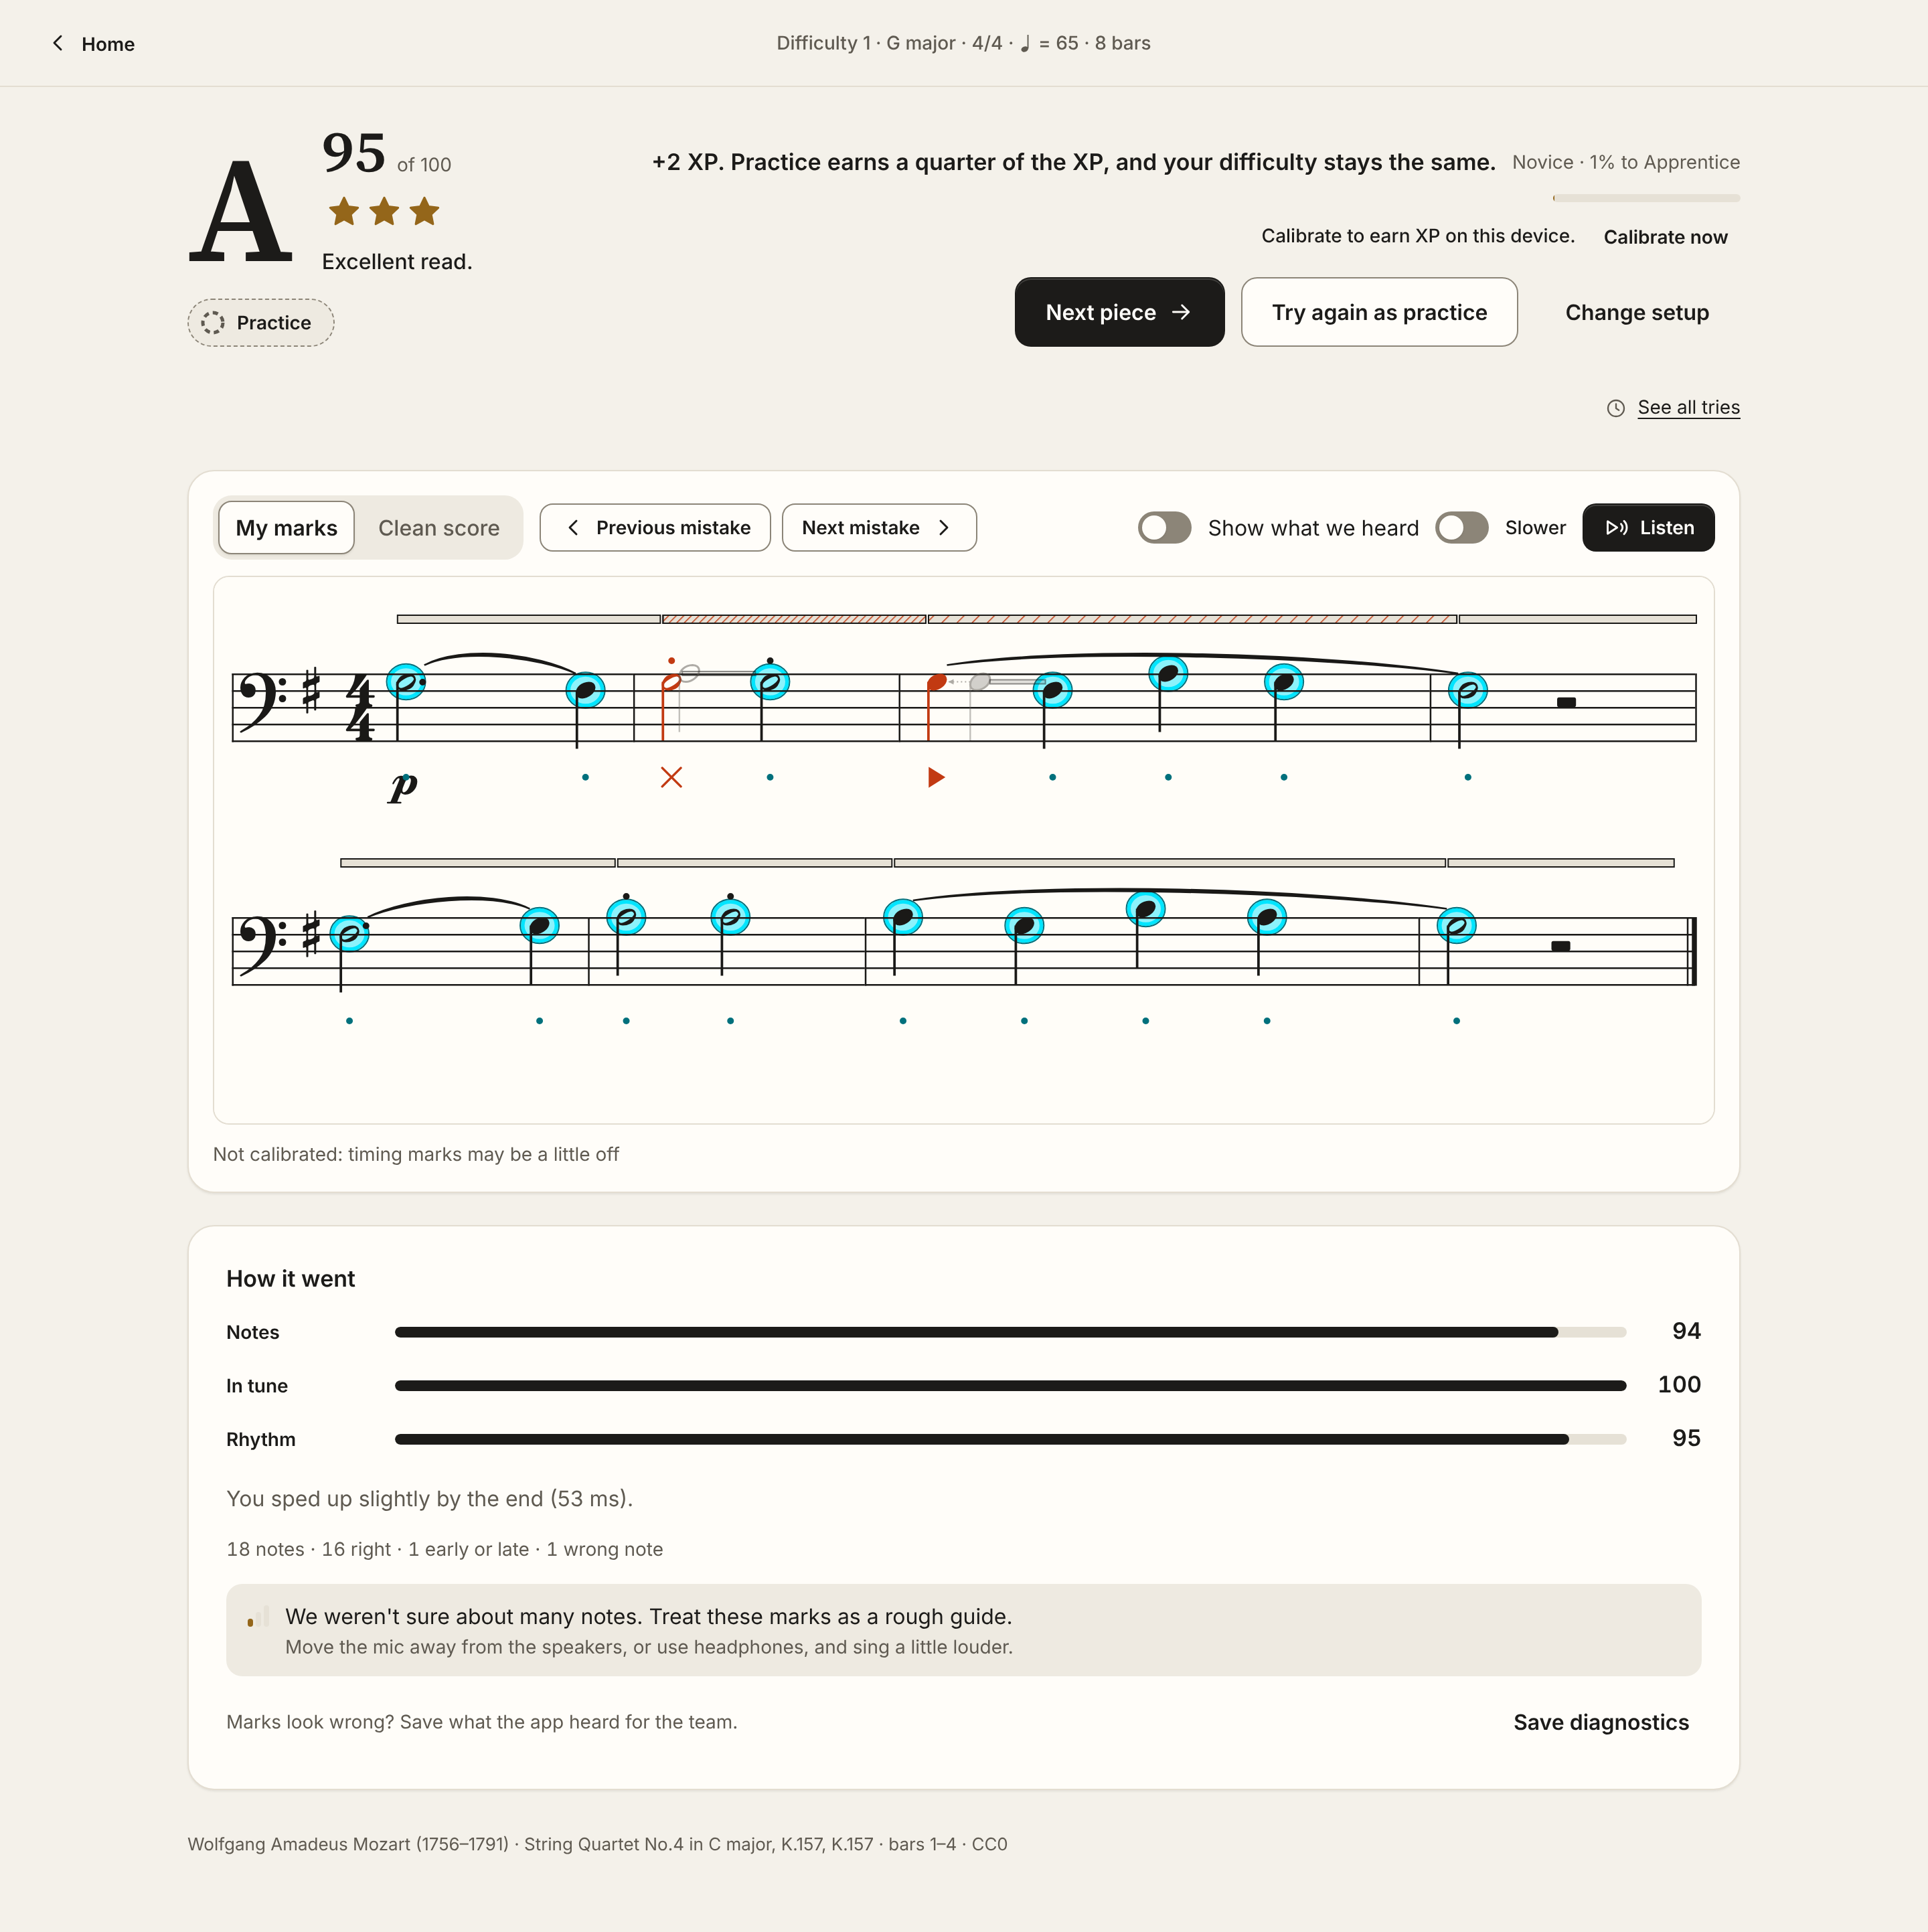 Home
Difficulty 1 · G major · 4/4 · ♩ = 65 · 8 bars
A
95 of 100
Excellent read.
Practice
+2 XP. Practice earns a quarter of the XP, and your difficulty stays the same. Novice · 1% to Apprentice
Calibrate to earn XP on this device. Calibrate now
Next piece → Try again as practice Change setup
See all tries
My marks Clean score Previous mistake Next mistake Show what we heard Slower Listen
4
4
p
Not calibrated: timing marks may be a little off
How it went
Notes 94
In tune 100
Rhythm 95
You sped up slightly by the end (53 ms).
18 notes · 16 right · 1 early or late · 1 wrong note
We weren't sure about many notes. Treat these marks as a rough guide.
Move the mic away from the speakers, or use headphones, and sing a little louder.
Marks look wrong? Save what the app heard for the team. Save diagnostics
Wolfgang Amadeus Mozart (1756–1791) · String Quartet No.4 in C major, K.157, K.157 · bars 1–4 · CC0